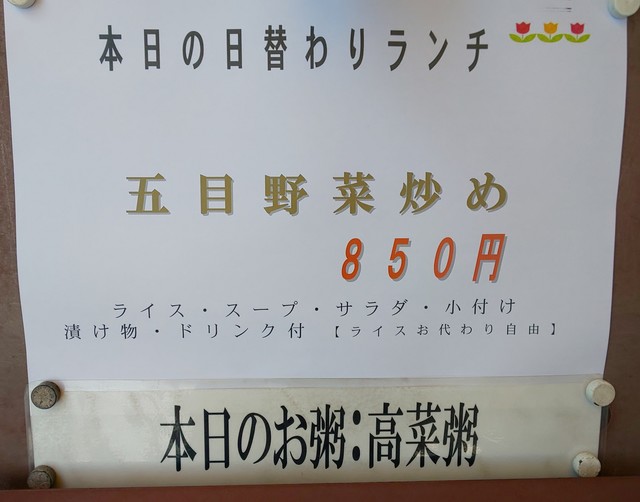 本日の日替わりランチ
五目野菜炒め
850円
ライス・スープ・サラダ・小付け
漬け物・ドリンク付 【ライスお代わり自由】
本日のお粥：高菜粥